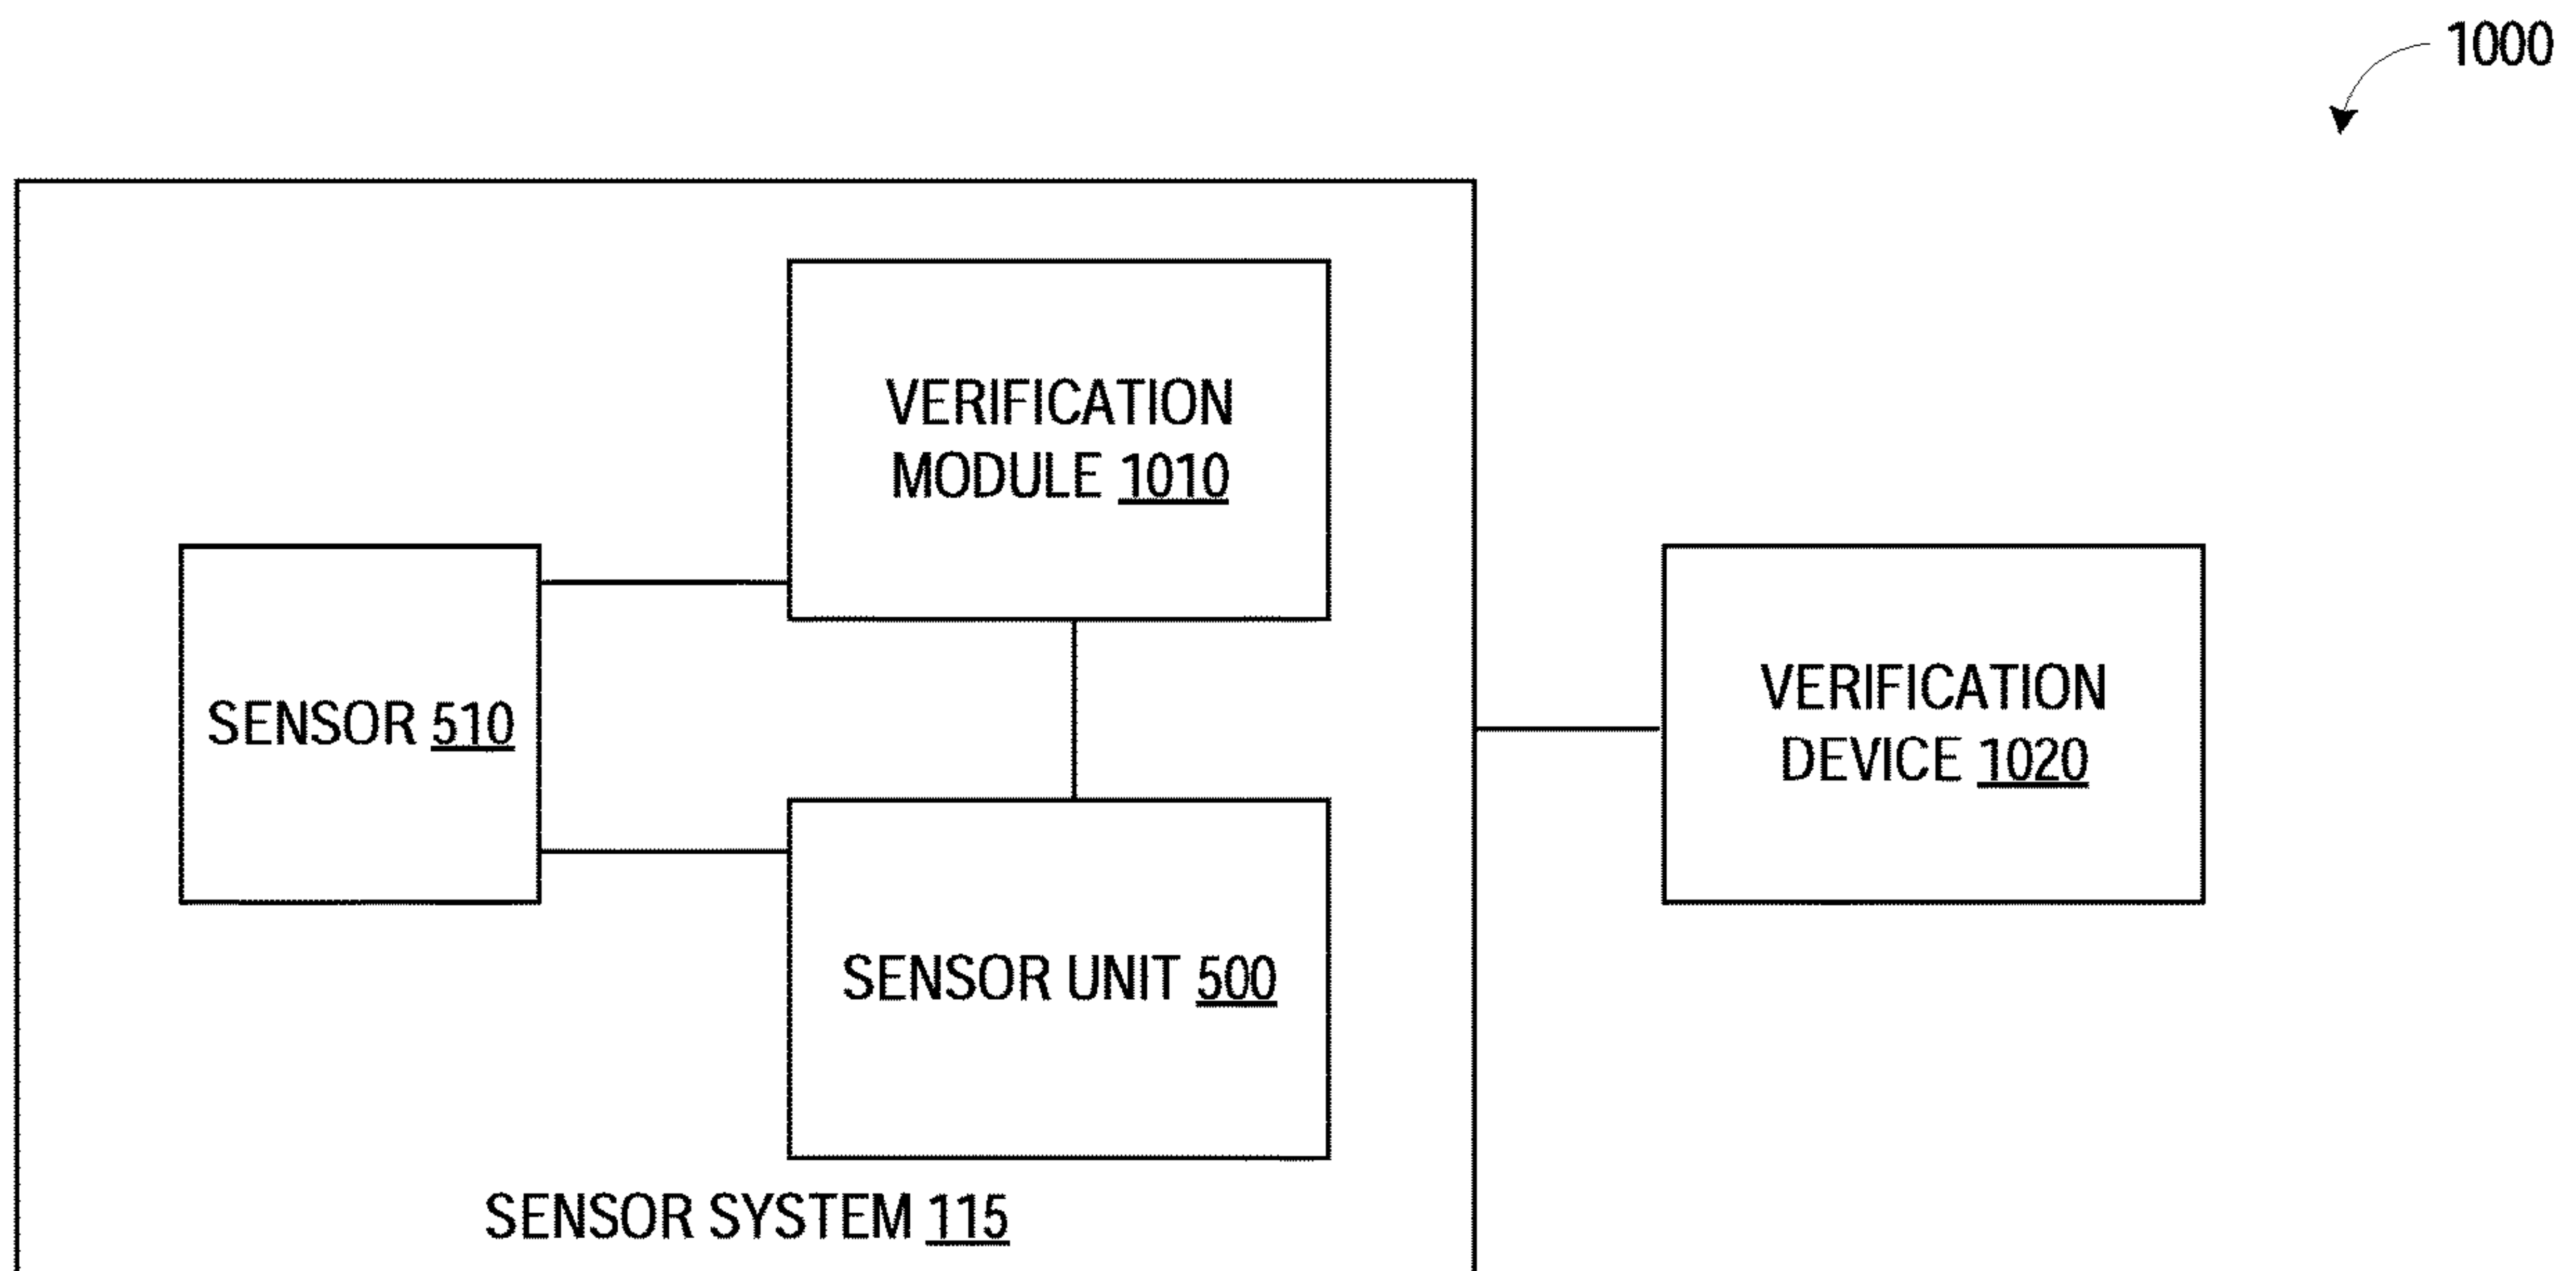 1000
VERIFICATION
MODULE 1010
SENSOR 510
VERIFICATION
DEVICE 1020
SENSOR UNIT 500
SENSOR SYSTEM 115